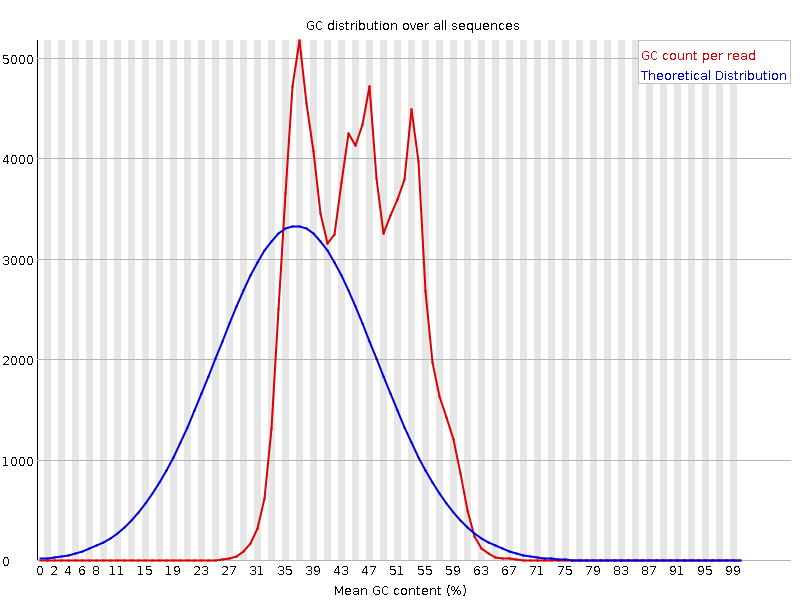 GC distribution over all sequences
GC count per read
Theoretical Distribution
5000
4000
3000
2000
1000
0
0 2 4 6 8 11 15 19 23 27 31 35 39 43 47 51 55 59 63 67 71 75 79 83 87 91 95 99
Mean GC content (%)